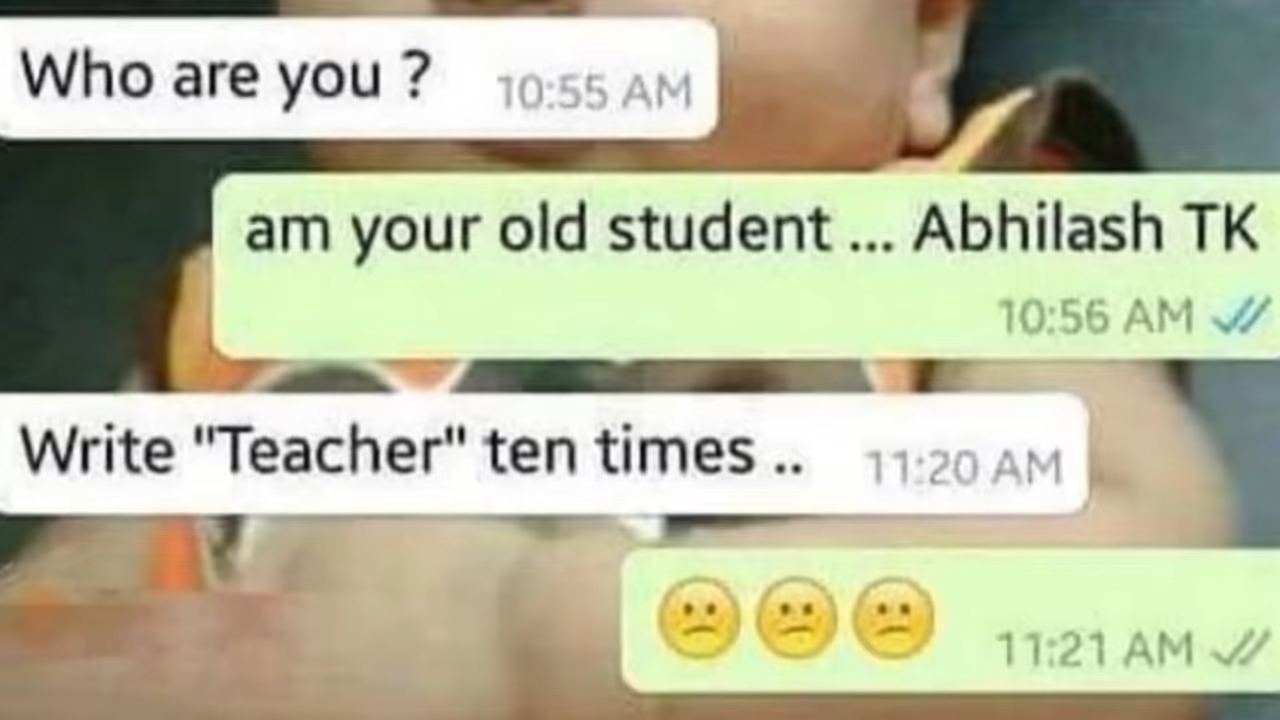 Who are you ? 10:55 AM
am your old student ... Abhilash TK
10:56 AM
Write "Teacher" ten times .. 11:20 AM
😕😕😕 11:21 AM